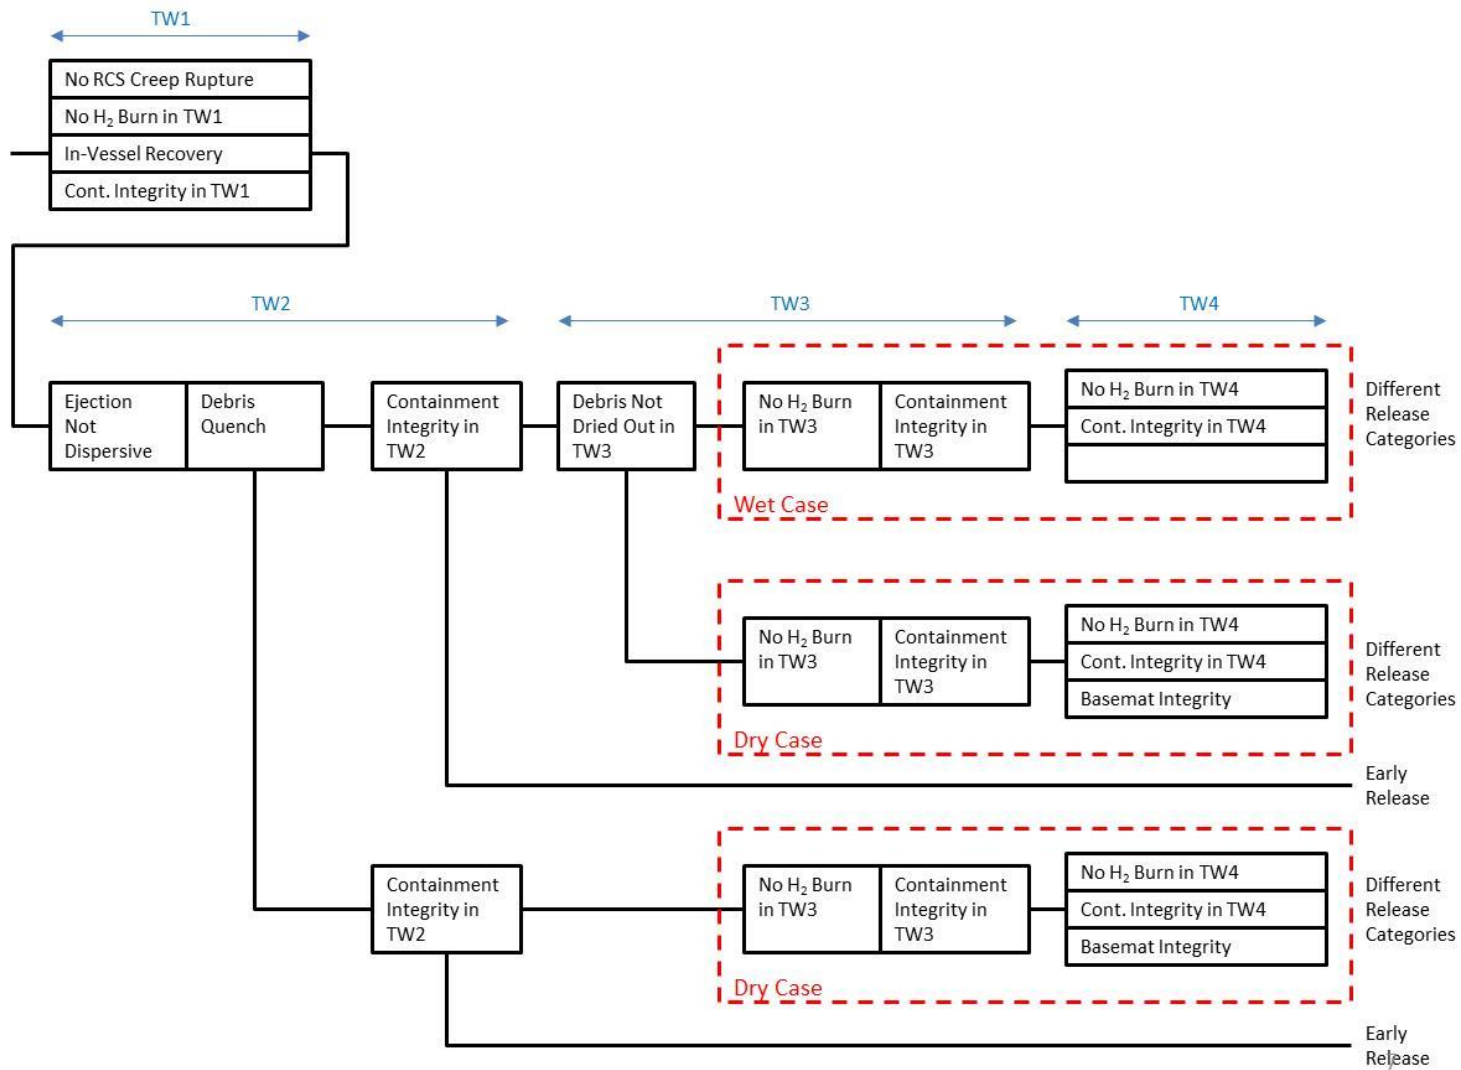 TW1
No RCS Creep Rupture
No H₂ Burn in TW1
In-Vessel Recovery
Cont. Integrity in TW1
TW2
TW3
TW4
Ejection
Not
Dispersive
Debris
Quench
Containment
Integrity in
TW2
Debris Not
Dried Out in
TW3
No H₂ Burn
in TW3
Containment
Integrity in
TW3
No H₂ Burn in TW4
Cont. Integrity in TW4
Different
Release
Categories
Wet Case
No H₂ Burn
in TW3
Containment
Integrity in
TW3
No H₂ Burn in TW4
Cont. Integrity in TW4
Basemat Integrity
Different
Release
Categories
Dry Case
Early
Release
Containment
Integrity in
TW2
No H₂ Burn
in TW3
Containment
Integrity in
TW3
No H₂ Burn in TW4
Cont. Integrity in TW4
Basemat Integrity
Different
Release
Categories
Dry Case
Early
Release